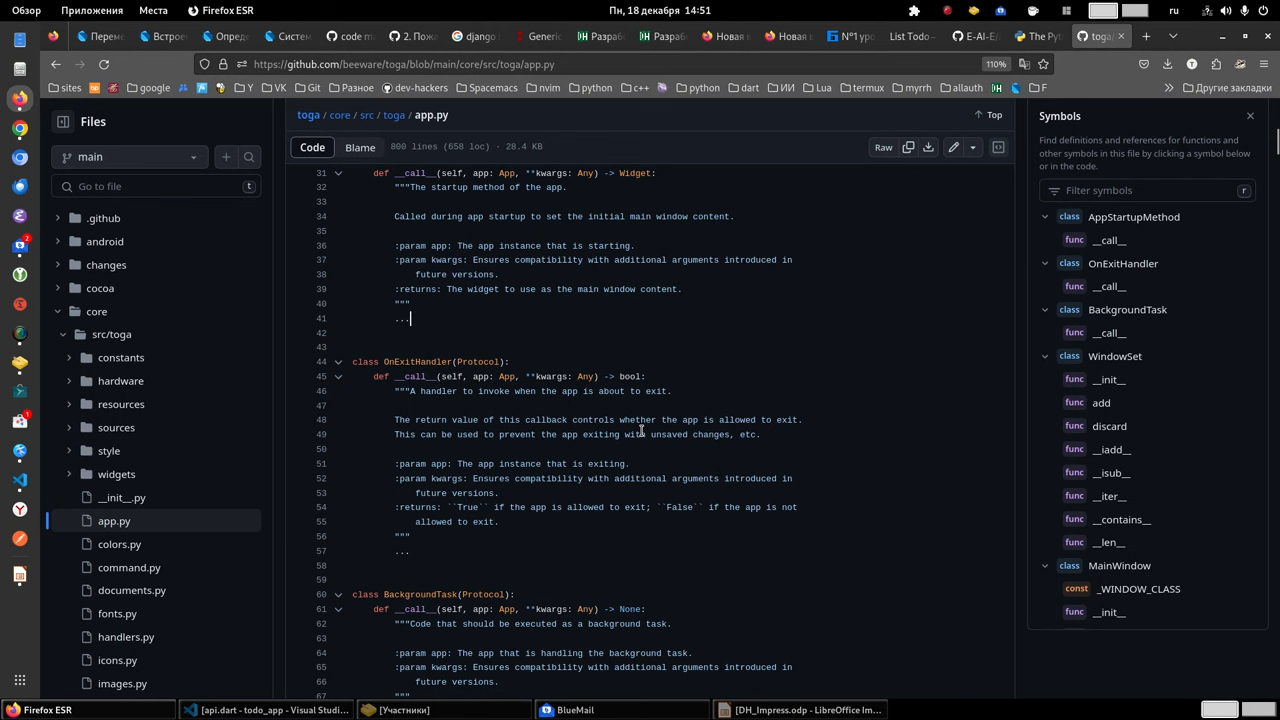 Обзор Приложения Места Firefox ESR Пн, 18 декабря 14:51 ru
Переме Встрое Опреде Систем code m 2. Пож google django Generic Разраб Разраб Новая в Новая в N°1 уро List Todo E-AI-E/ The Pyt toga/
https://github.com/beeware/toga/blob/main/core/src/toga/app.py 110%
sites пр google Y VK Git Разное dev-hackers Spacemacs nvim python c++ python dart ИИ Lua termux myrrh allauth F Другие закладки
Files
main
Go to file t
.github
android
changes
cocoa
core
src/toga
constants
hardware
resources
sources
style
widgets
__init__.py
app.py
colors.py
command.py
documents.py
fonts.py
handlers.py
icons.py
images.py
toga / core / src / toga / app.py Top
Code Blame 800 lines (658 loc) · 28.4 KB Raw
31 def __call__(self, app: App, **kwargs: Any) -> Widget:
32 """The startup method of the app.
33
34 Called during app startup to set the initial main window content.
35
36 :param app: The app instance that is starting.
37 :param kwargs: Ensures compatibility with additional arguments introduced in
38 future versions.
39 :returns: The widget to use as the main window content.
40 """
41 ...
42
43
44 class OnExitHandler(Protocol):
45 def __call__(self, app: App, **kwargs: Any) -> bool:
46 """A handler to invoke when the app is about to exit.
47
48 The return value of this callback controls whether the app is allowed to exit.
49 This can be used to prevent the app exiting with unsaved changes, etc.
50
51 :param app: The app instance that is exiting.
52 :param kwargs: Ensures compatibility with additional arguments introduced in
53 future versions.
54 :returns: ``True`` if the app is allowed to exit; ``False`` if the app is not
55 allowed to exit.
56 """
57 ...
58
59
60 class BackgroundTask(Protocol):
61 def __call__(self, app: App, **kwargs: Any) -> None:
62 """Code that should be executed as a background task.
63
64 :param app: The app that is handling the background task.
65 :param kwargs: Ensures compatibility with additional arguments introduced in
66 future versions.
67 """
Symbols
Find definitions and references for functions and
other symbols in this file by clicking a symbol below
or in the code.
Filter symbols r
class AppStartupMethod
func __call__
class OnExitHandler
func __call__
class BackgroundTask
func __call__
class WindowSet
func __init__
func add
func discard
func __iadd__
func __isub__
func __iter__
func __contains__
func __len__
class MainWindow
const _WINDOW_CLASS
func __init__
Firefox ESR [api.dart - todo_app - Visual Studi... [Участники] BlueMail [DH_Impress.odp - LibreOffice Im...